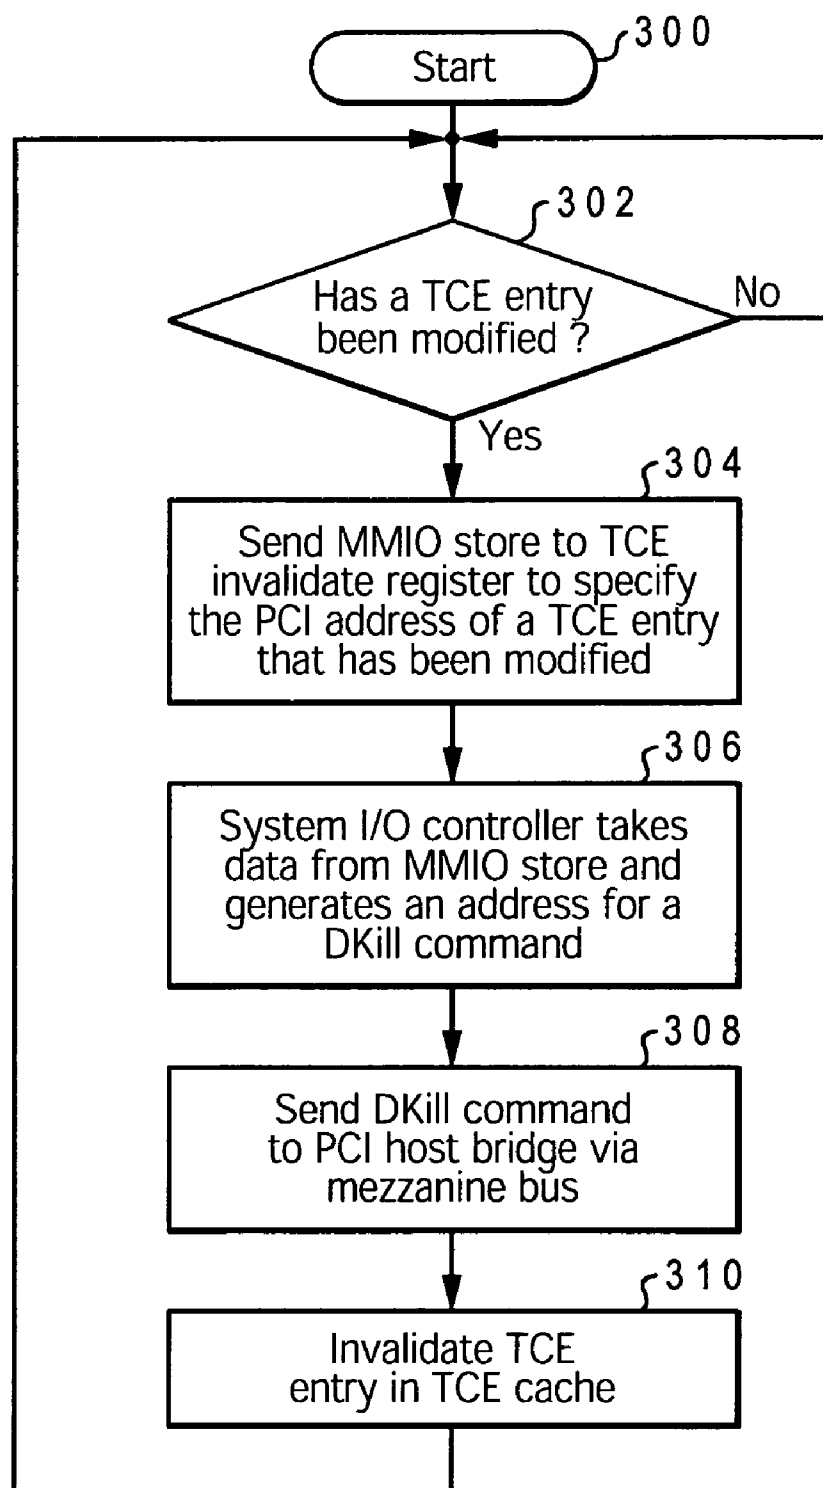 300
Start
302
Has a TCE entry
been modified ?
No
Yes
304
Send MMIO store to TCE
invalidate register to specify
the PCI address of a TCE entry
that has been modified
306
System I/O controller takes
data from MMIO store and
generates an address for a
DKill command
308
Send DKill command
to PCI host bridge via
mezzanine bus
310
Invalidate TCE
entry in TCE cache